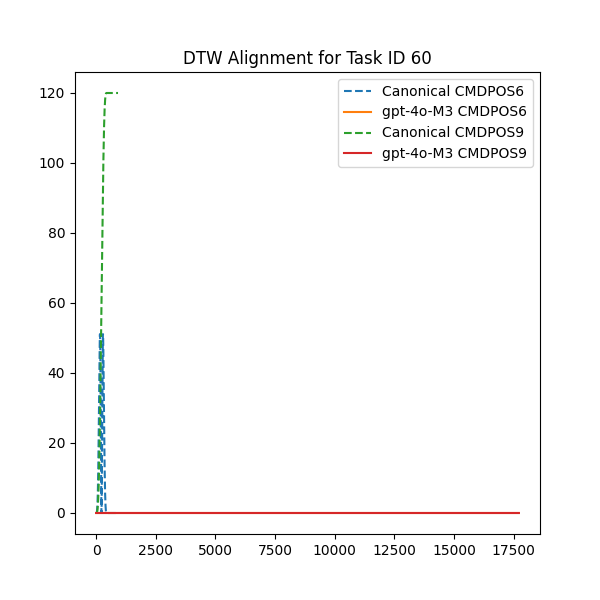 DTW Alignment for Task ID 60
Canonical CMDPOS6
gpt-4o-M3 CMDPOS6
Canonical CMDPOS9
gpt-4o-M3 CMDPOS9
120
100
80
60
40
20
0
0 2500 5000 7500 10000 12500 15000 17500